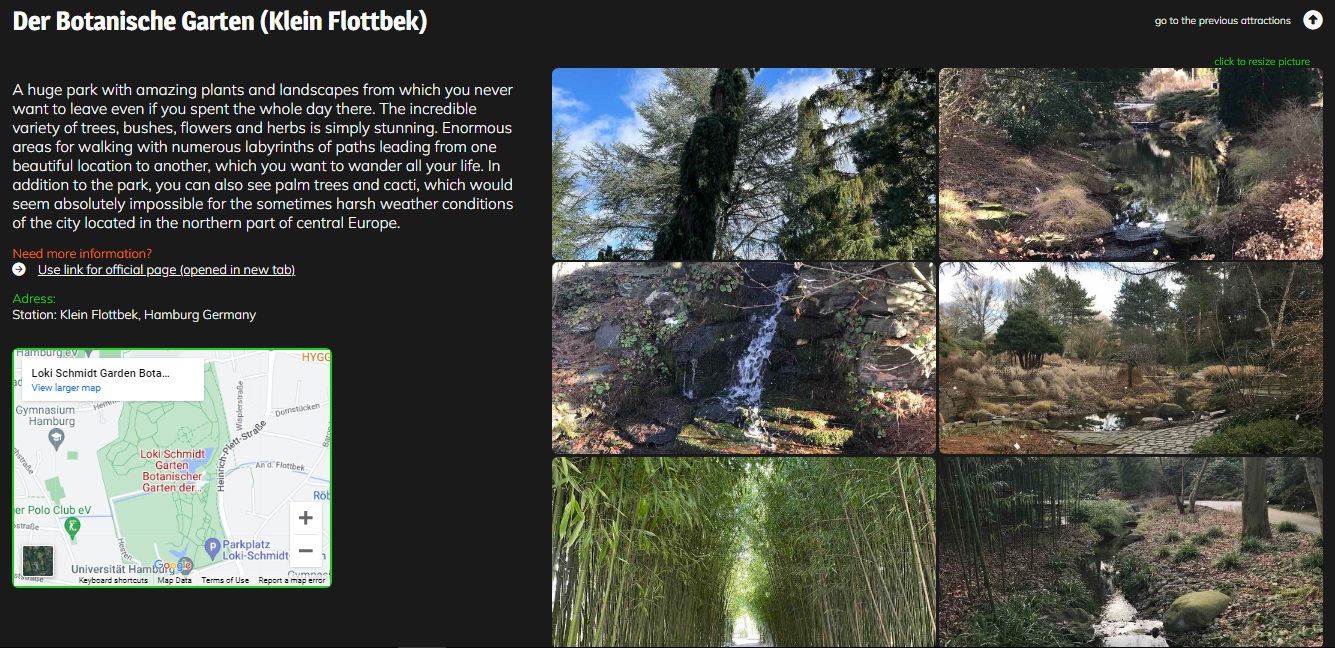 Der Botanische Garten (Klein Flottbek)
go to the previous attractions
click to resize picture
A huge park with amazing plants and landscapes from which you never
want to leave even if you spent the whole day there. The incredible
variety of trees, bushes, flowers and herbs is simply stunning. Enormous
areas for walking with numerous labyrinths of paths leading from one
beautiful location to another, which you want to wander all your life. In
addition to the park, you can also see palm trees and cacti, which would
seem absolutely impossible for the sometimes harsh weather conditions
of the city located in the northern part of central Europe.
Need more information?
Use link for official page (opened in new tab)
Adress:
Station: Klein Flottbek, Hamburg Germany
Hamburg eV
HYGG
Loki Schmidt Garden Bota...
View larger map
Wisplerstraße
Dornstücken
Gymnasium
Hamburg
Heinrich-Plett-Straße
Loki Schmidt
Garten
Botanischer
Garten der...
An d. Flottbek
er Polo Club eV
Parkplatz
Loki-Schmidt
Universität Hamburg
Google
Keyboard shortcuts
Map Data
Terms of Use
Report a map error